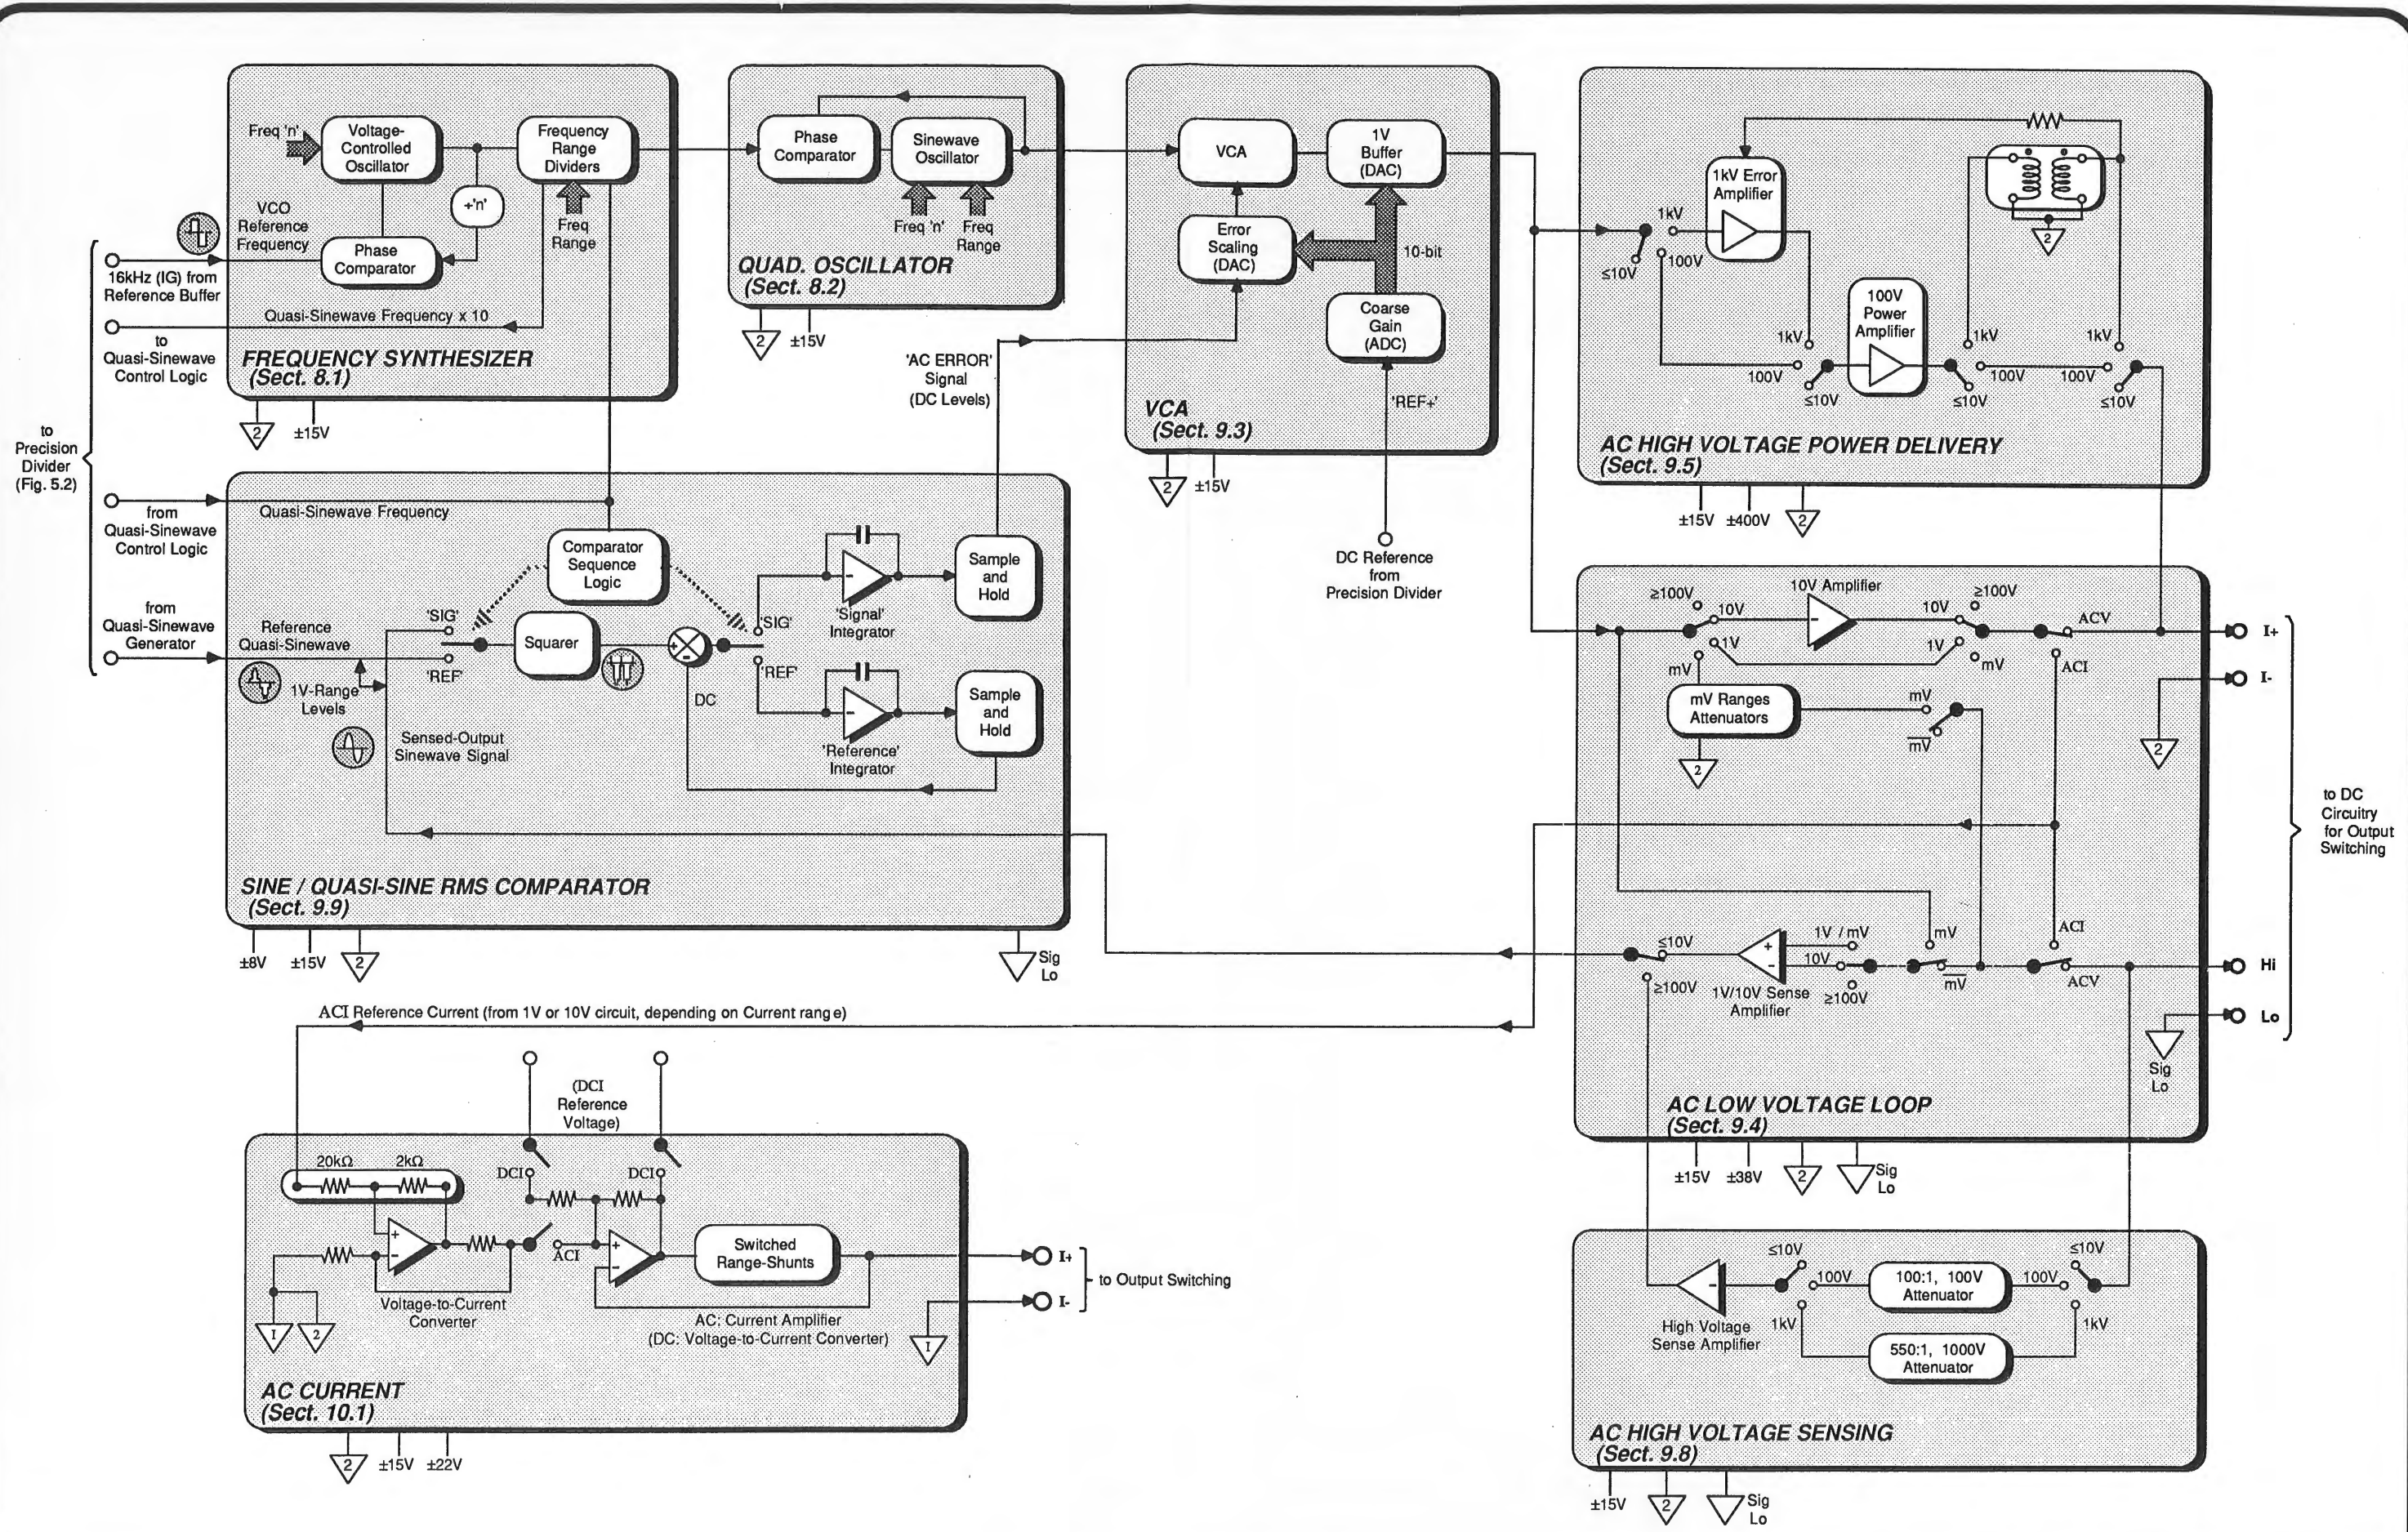 Freq 'n'
Voltage-
Controlled
Oscillator
Frequency
Range
Dividers
+'n'
VCO
Reference
Frequency
Freq
Range
Phase
Comparator
16kHz (IG) from
Reference Buffer
Quasi-Sinewave Frequency x 10
to
Quasi-Sinewave
Control Logic
FREQUENCY SYNTHESIZER
(Sect. 8.1)
2
±15V
Phase
Comparator
Sinewave
Oscillator
Freq 'n'
Freq
Range
QUAD. OSCILLATOR
(Sect. 8.2)
2
±15V
VCA
1V
Buffer
(DAC)
Error
Scaling
(DAC)
10-bit
Coarse
Gain
(ADC)
'AC ERROR'
Signal
(DC Levels)
'REF+'
VCA
(Sect. 9.3)
2
±15V
DC Reference
from
Precision Divider
1kV Error
Amplifier
1kV
100V
≤10V
2
100V
Power
Amplifier
1kV
100V
≤10V
1kV
100V
≤10V
1kV
100V
≤10V
AC HIGH VOLTAGE POWER DELIVERY
(Sect. 9.5)
±15V
±400V
2
to
Precision
Divider
(Fig. 5.2)
from
Quasi-Sinewave
Control Logic
Quasi-Sinewave Frequency
Comparator
Sequence
Logic
from
Quasi-Sinewave
Generator
Reference
Quasi-Sinewave
'SIG'
'REF'
Squarer
+
-
'SIG'
'REF'
DC
-
'Signal'
Integrator
Sample
and
Hold
-
'Reference'
Integrator
Sample
and
Hold
1V-Range
Levels
Sensed-Output
Sinewave Signal
SINE / QUASI-SINE RMS COMPARATOR
(Sect. 9.9)
±8V
±15V
2
Sig
Lo
≥100V
10V
1V
mV
10V Amplifier
-
10V
≥100V
1V
mV
ACV
ACI
I+
I-
2
mV Ranges
Attenuators
2
mV
mV
to DC
Circuitry
for Output
Switching
≤10V
≥100V
+
-
1V/10V Sense
Amplifier
1V / mV
10V
≥100V
mV
mV
ACI
ACV
Hi
Lo
Sig
Lo
AC LOW VOLTAGE LOOP
(Sect. 9.4)
±15V
±38V
2
Sig
Lo
ACI Reference Current (from 1V or 10V circuit, depending on Current range)
(DCI
Reference
Voltage)
20kΩ
2kΩ
DCI
DCI
+
-
ACI
+
-
Switched
Range-Shunts
Voltage-to-Current
Converter
1
2
AC: Current Amplifier
(DC: Voltage-to-Current Converter)
I+
I-
1
to Output Switching
AC CURRENT
(Sect. 10.1)
2
±15V
±22V
-
High Voltage
Sense Amplifier
≤10V
100V
1kV
100:1, 100V
Attenuator
550:1, 1000V
Attenuator
≤10V
100V
1kV
AC HIGH VOLTAGE SENSING
(Sect. 9.8)
±15V
2
Sig
Lo